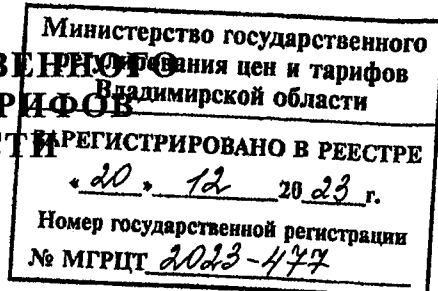 Министерство государственного
регулирования цен и тарифов
Владимирской области
ЗАРЕГИСТРИРОВАНО В РЕЕСТРЕ
«20» 12 2023 г.
Номер государственной регистрации
№ МГРЦТ 2023-477